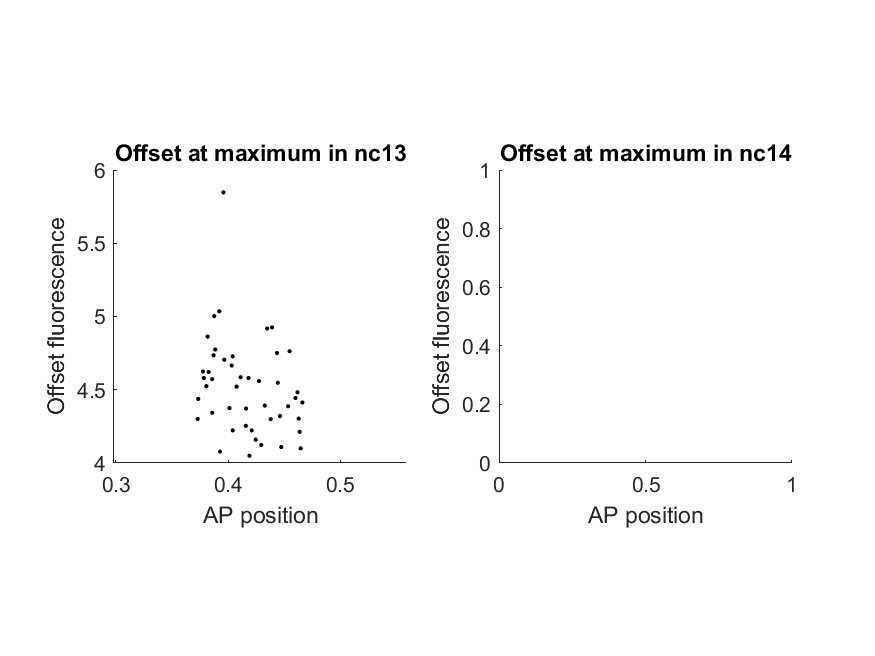 Offset at maximum in nc13
6
5.5
5
4.5
4
0.3
0.4
0.5
AP position
Offset fluorescence
Offset at maximum in nc14
1
0.8
0.6
0.4
0.2
0
0
0.5
1
AP position
Offset fluorescence